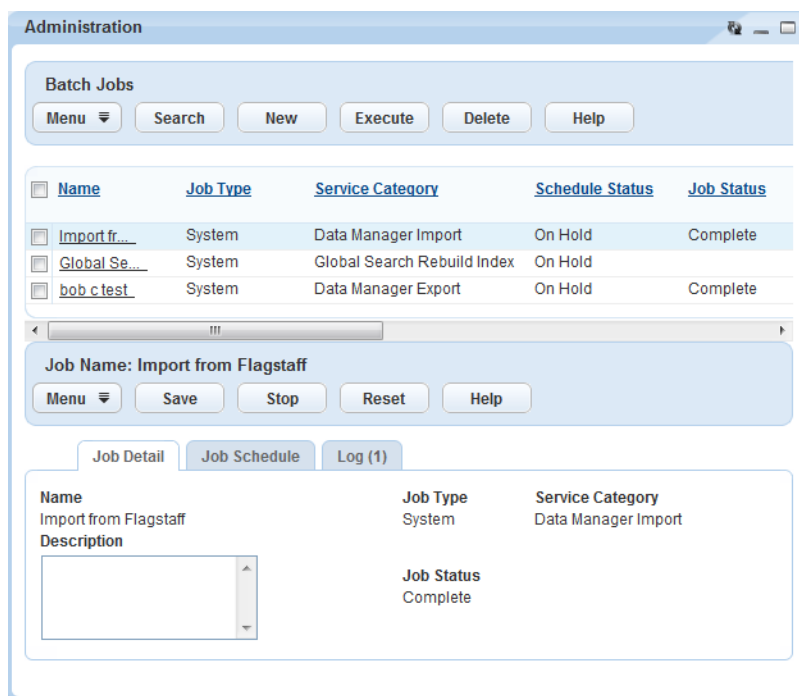 Administration
Batch Jobs
Menu Search New Execute Delete Help
Name Job Type Service Category Schedule Status Job Status
Import fr... System Data Manager Import On Hold Complete
Global Se... System Global Search Rebuild Index On Hold
bob c test System Data Manager Export On Hold Complete
Job Name: Import from Flagstaff
Menu Save Stop Reset Help
Job Detail Job Schedule Log (1)
Name Job Type Service Category
Import from Flagstaff System Data Manager Import
Description
Job Status
Complete